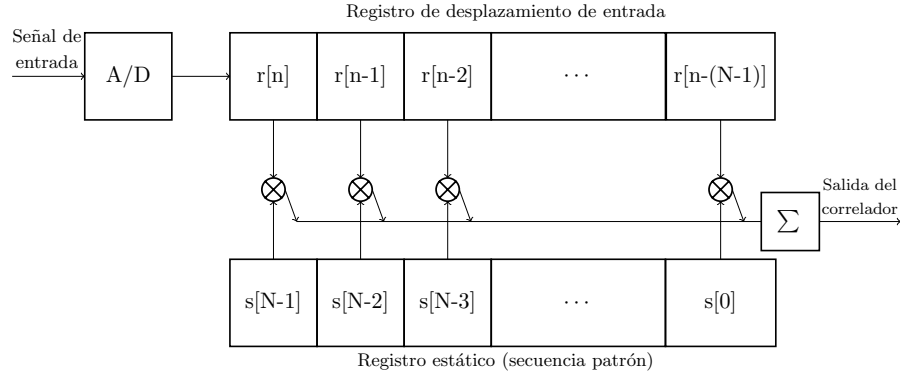 Registro de desplazamiento de entrada
Señal de
entrada
A/D
r[n] r[n-1] r[n-2] ··· r[n-(N-1)]
Salida del
correlador
∑
s[N-1] s[N-2] s[N-3] ··· s[0]
Registro estático (secuencia patrón)